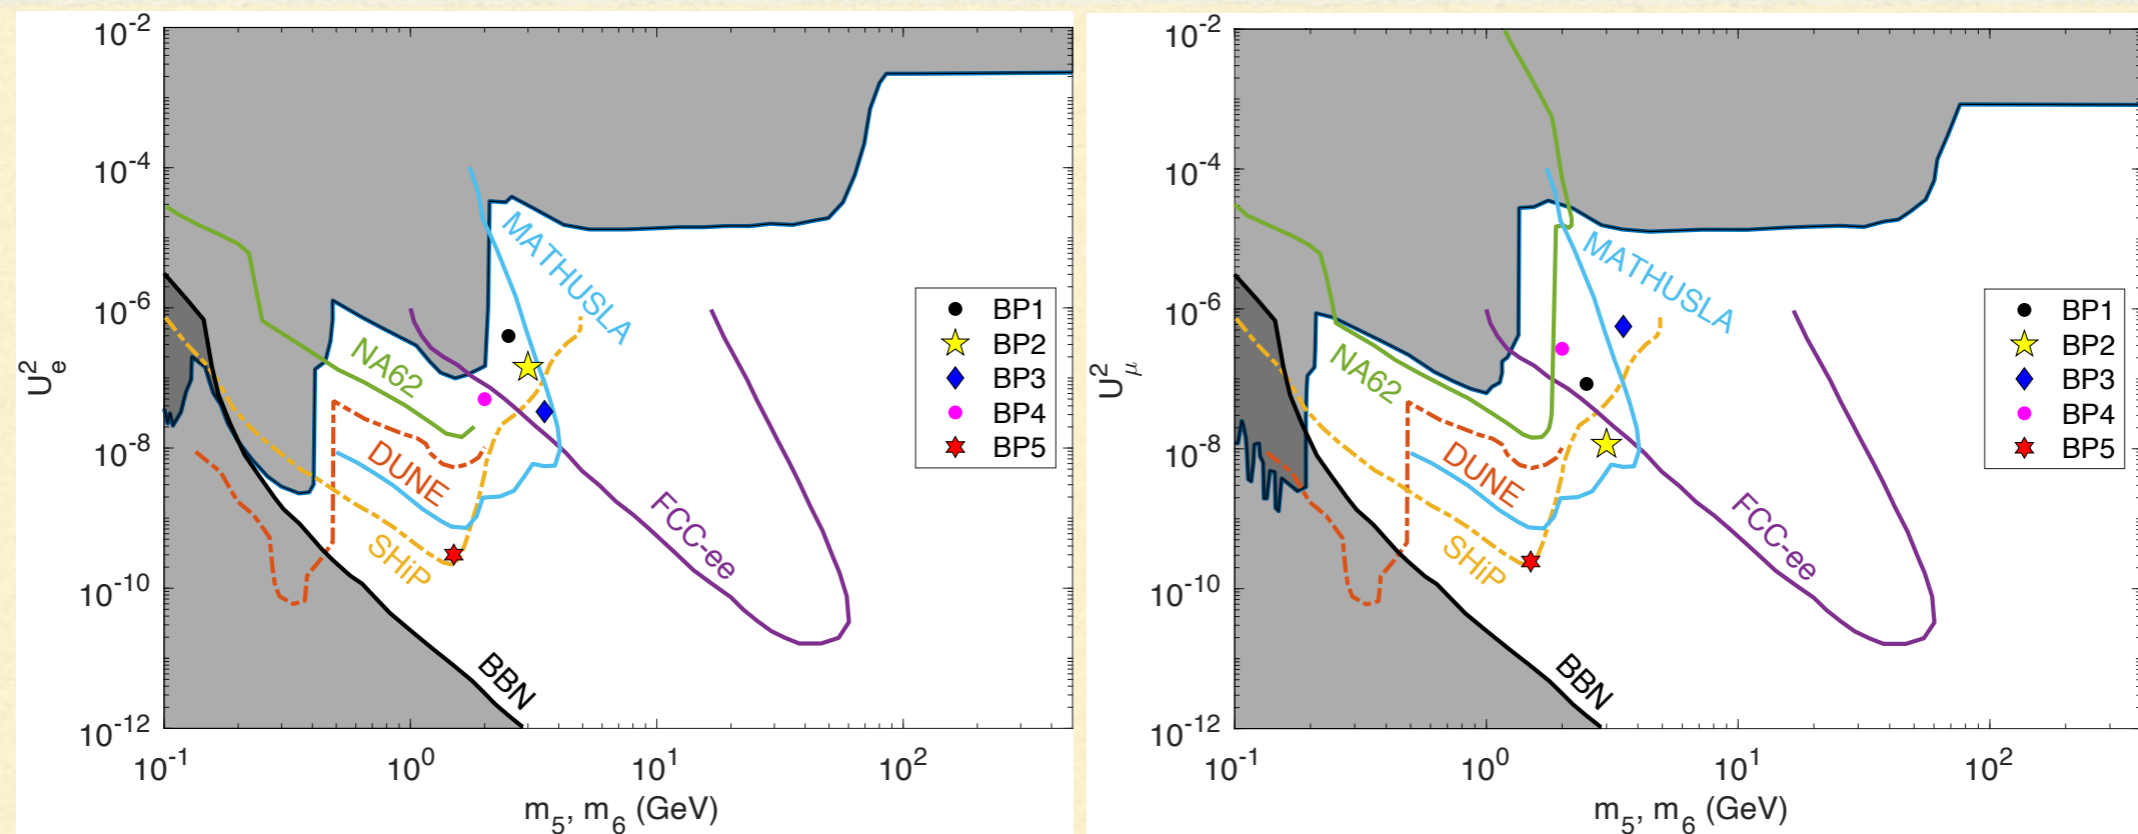 10^-2
10^-4
10^-6
10^-8
10^-10
10^-12
U_e^2
10^-1
10^0
10^1
10^2
m_5, m_6 (GeV)
MATHUSLA
NA62
DUNE
SHiP
FCC-ee
BBN
BP1
BP2
BP3
BP4
BP5
10^-2
10^-4
10^-6
10^-8
10^-10
10^-12
U_μ^2
10^-1
10^0
10^1
10^2
m_5, m_6 (GeV)
MATHUSLA
NA62
DUNE
SHiP
FCC-ee
BBN
BP1
BP2
BP3
BP4
BP5